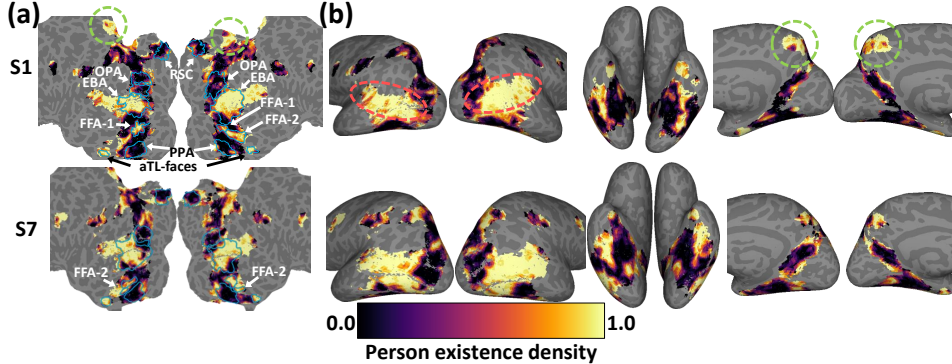 (a)
(b)
S1
OPA
EBA
RSC
OPA
EBA
FFA-1
FFA-1
FFA-2
PPA
aTL-faces
S7
FFA-2
FFA-2
0.0
1.0
Person existence density